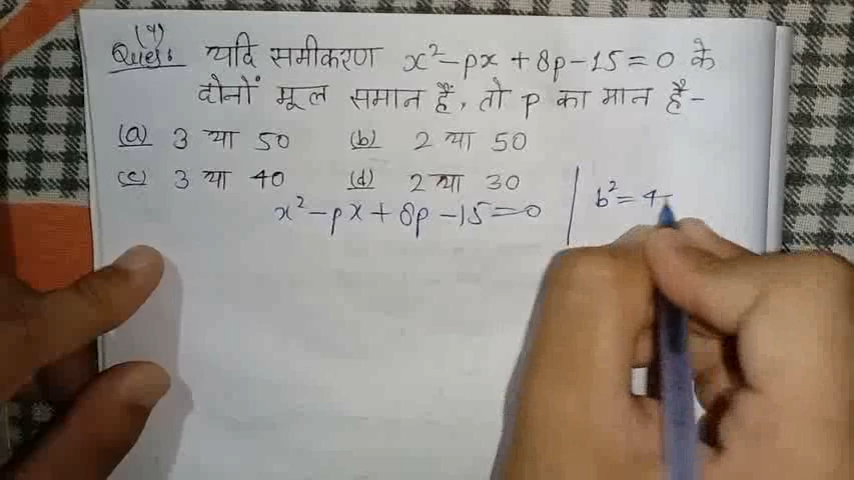 (9)
Ques: यदि समीकरण x²-px+8p-15=0 के
दोनों मूल समान है, तो p का मान है-
(a) 3 या 50 (b) 2 या 50
(c) 3 या 40 (d) 2 या 30
x²-px+8p-15=0
b²=4